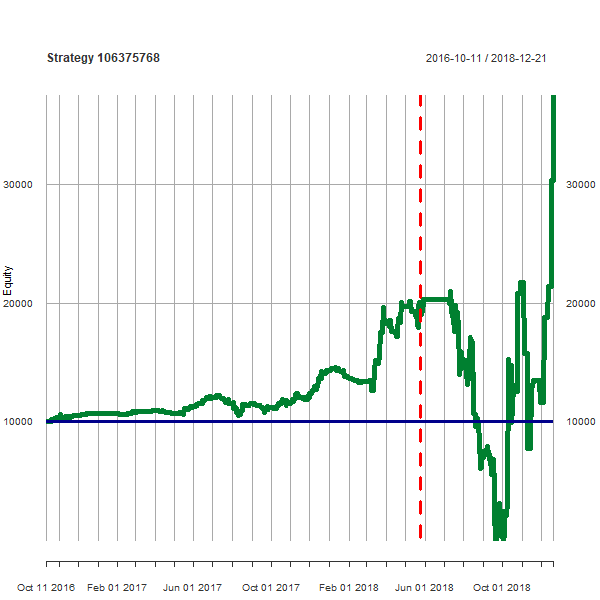 Strategy 106375768
2016-10-11 / 2018-12-21
30000
30000
Equity
20000
20000
10000
10000
Oct 11 2016
Feb 01 2017
Jun 01 2017
Oct 01 2017
Feb 01 2018
Jun 01 2018
Oct 01 2018